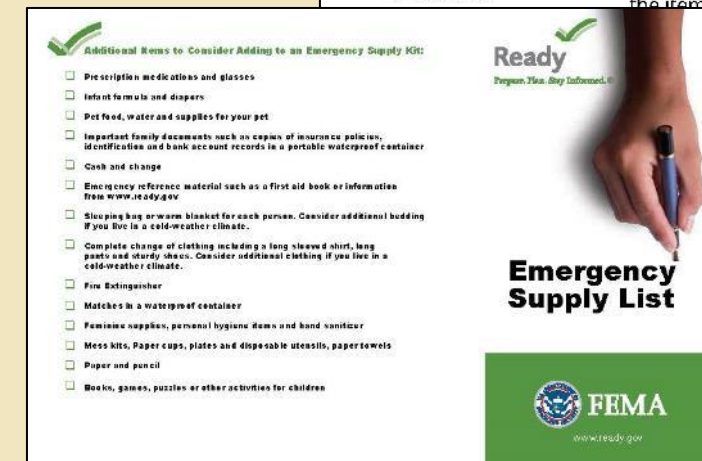 the item
Additional Items to Consider Adding to an Emergency Supply Kit:
Prescription medications and glasses
Infant formula and diapers
Pet food, water and supplies for your pet
Important family documents such as copies of insurance policies,
identification and bank account records in a portable waterproof container
Cash and change
Emergency reference material such as a first aid book or information
from www.ready.gov
Sleeping bag or warm blanket for each person. Consider additional bedding
if you live in a cold-weather climate.
Complete change of clothing including a long sleeved shirt, long
pants and sturdy shoes. Consider additional clothing if you live in a
cold-weather climate.
Fire Extinguisher
Matches in a waterproof container
Feminine supplies, personal hygiene items and hand sanitizer
Mess kits, Paper cups, plates and disposable utensils, paper towels
Paper and pencil
Books, games, puzzles or other activities for children
Ready
Prepare. Plan. Stay Informed.®
Emergency
Supply List
FEMA
www.ready.gov